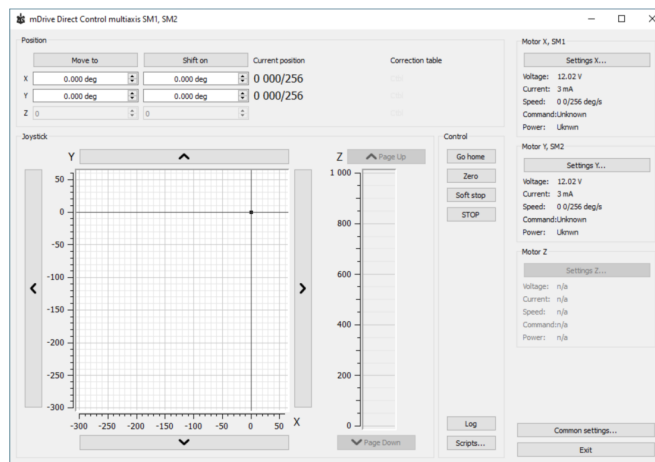 mDrive Direct Control multiaxis SM1, SM2
Position
Move to Shift on Current position Correction table
X 0.000 deg 0.000 deg 0 000/256
Y 0.000 deg 0.000 deg 0 000/256
Z 0 0
Joystick
Y
50
0
-50
-100
-150
-200
-250
-300
-300 -250 -200 -150 -100 -50 0 50
X
Z Page Up
1 000
800
600
400
200
0
Page Down
Control
Go home
Zero
Soft stop
STOP
Log
Scripts...
Motor X, SM1
Settings X...
Voltage: 12.02 V
Current: 3 mA
Speed: 0 0/256 deg/s
Command:Unknown
Power: Uknwn
Motor Y, SM2
Settings Y...
Voltage: 12.02 V
Current: 3 mA
Speed: 0 0/256 deg/s
Command:Unknown
Power: Uknwn
Motor Z
Settings Z...
Voltage: n/a
Current: n/a
Speed: n/a
Command:n/a
Power: n/a
Common settings...
Exit